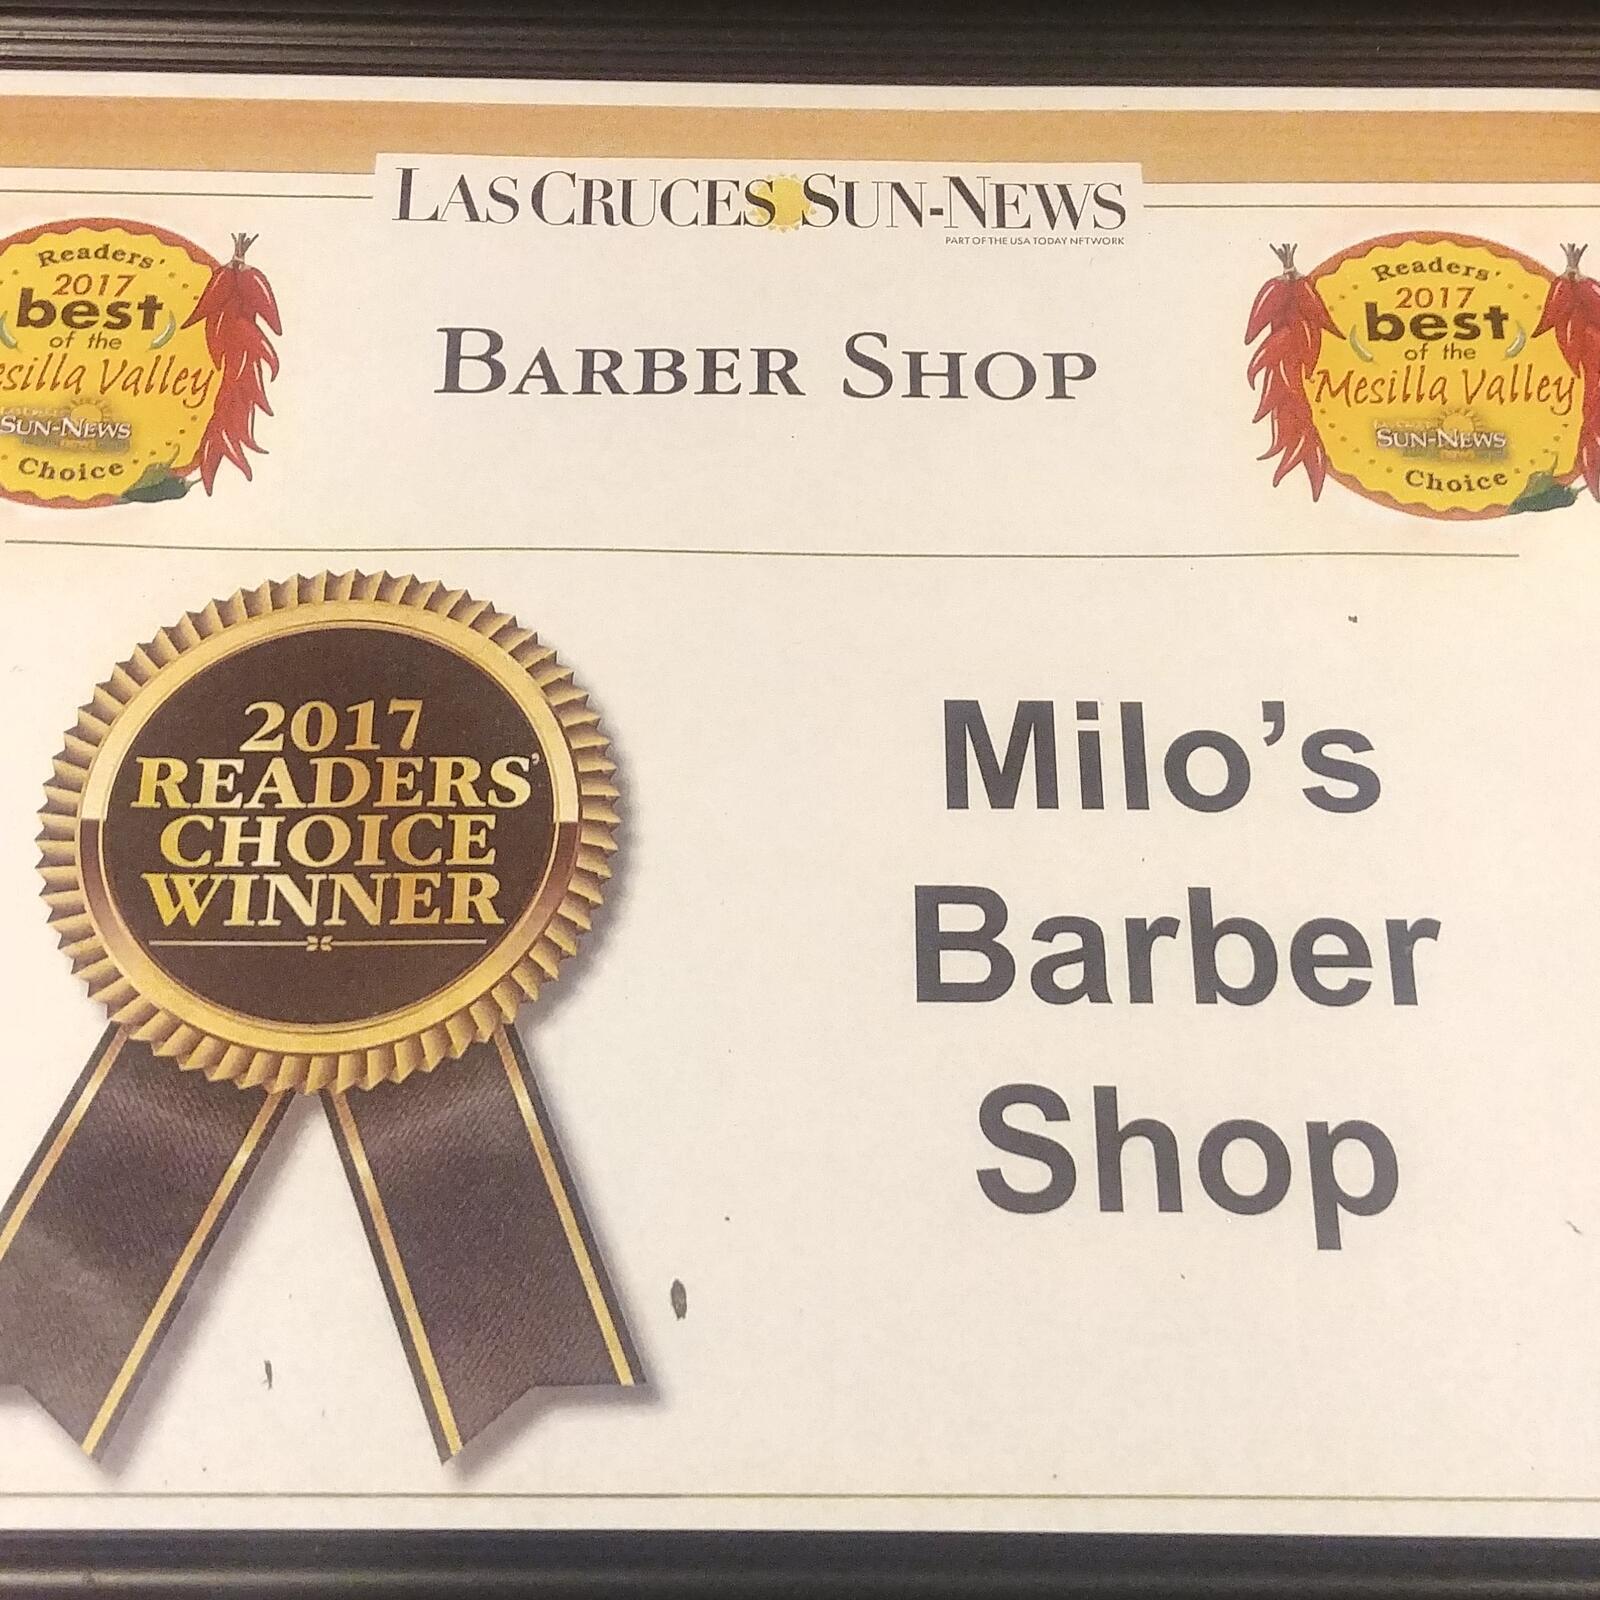 LAS CRUCES SUN-NEWS
PART OF THE USA TODAY NETWORK
Readers'
2017
best
of the
esilla Valley
SUN-NEWS
Choice
BARBER SHOP
Readers'
2017
best
of the
Mesilla Valley
SUN-NEWS
Choice
2017
READERS'
CHOICE
WINNER
Milo's
Barber
Shop